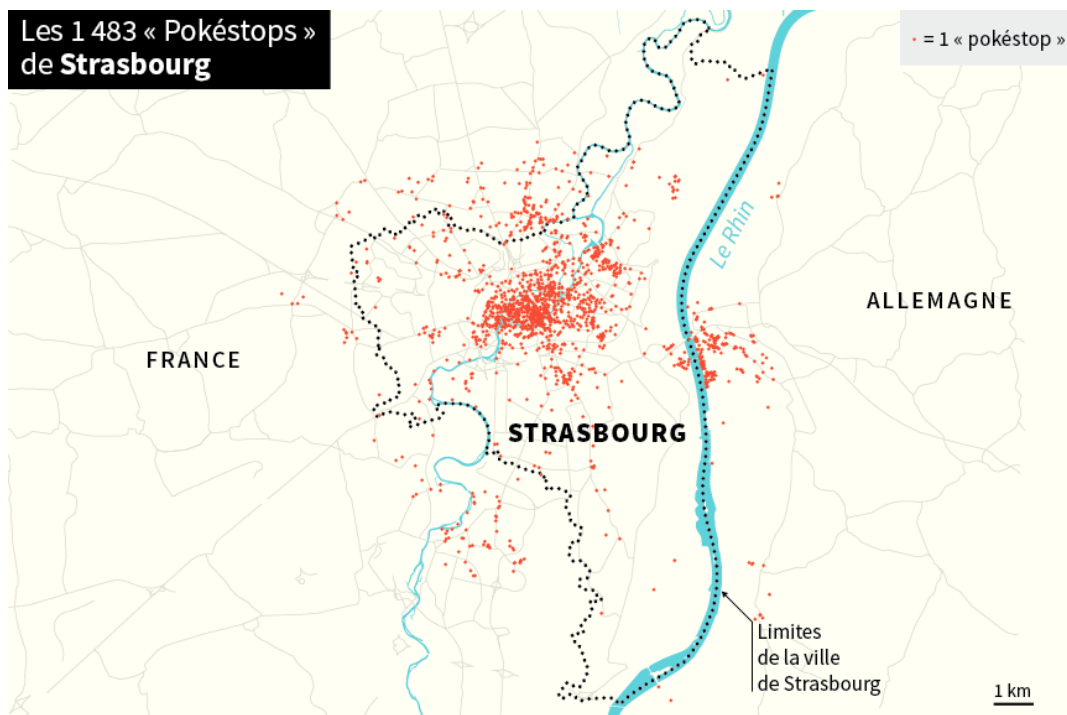 Les 1 483 « Pokéstops »
de Strasbourg
= 1 « pokéstop »
Le Rhin
ALLEMAGNE
FRANCE
STRASBOURG
Limites
de la ville
de Strasbourg
1 km